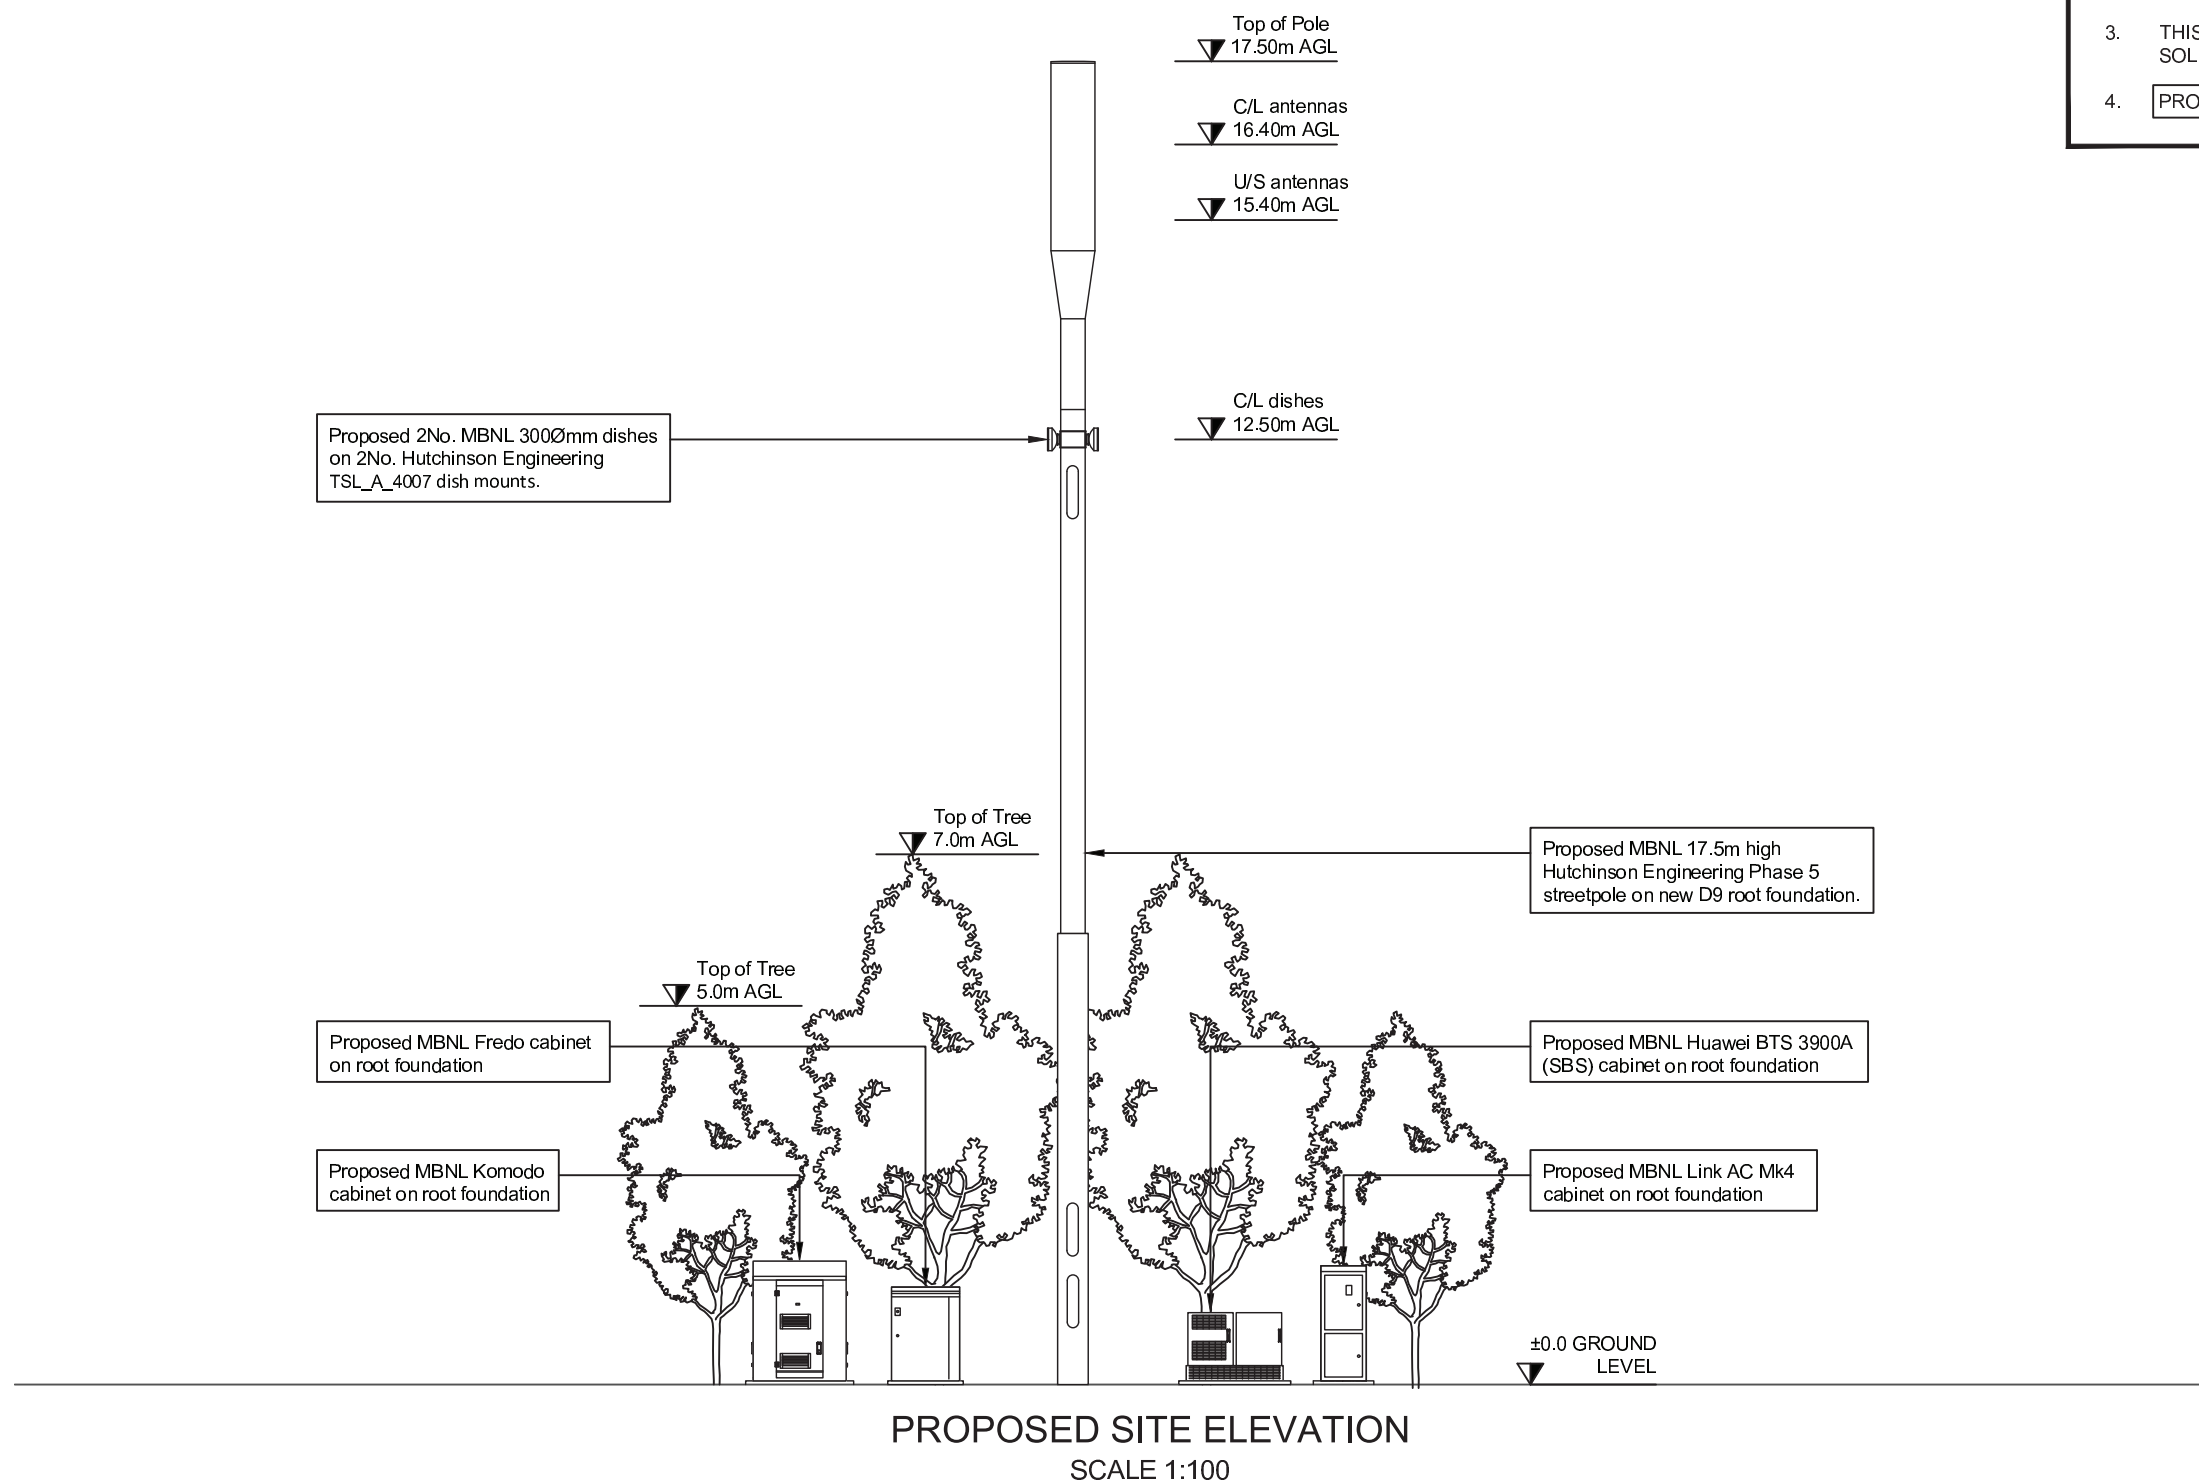 Top of Pole
17.50m AGL
C/L antennas
16.40m AGL
U/S antennas
15.40m AGL
3.
4.
C/L dishes
12.50m AGL
Proposed 2No. MBNL 300Ømm dishes
on 2No. Hutchinson Engineering
TSL_A_4007 dish mounts.
Top of Tree
7.0m AGL
Proposed MBNL 17.5m high
Hutchinson Engineering Phase 5
streetpole on new D9 root foundation.
Top of Tree
5.0m AGL
Proposed MBNL Fredo cabinet
on root foundation
Proposed MBNL Huawei BTS 3900A
(SBS) cabinet on root foundation
Proposed MBNL Komodo
cabinet on root foundation
Proposed MBNL Link AC Mk4
cabinet on root foundation
±0.0 GROUND
LEVEL
PROPOSED SITE ELEVATION
SCALE 1:100